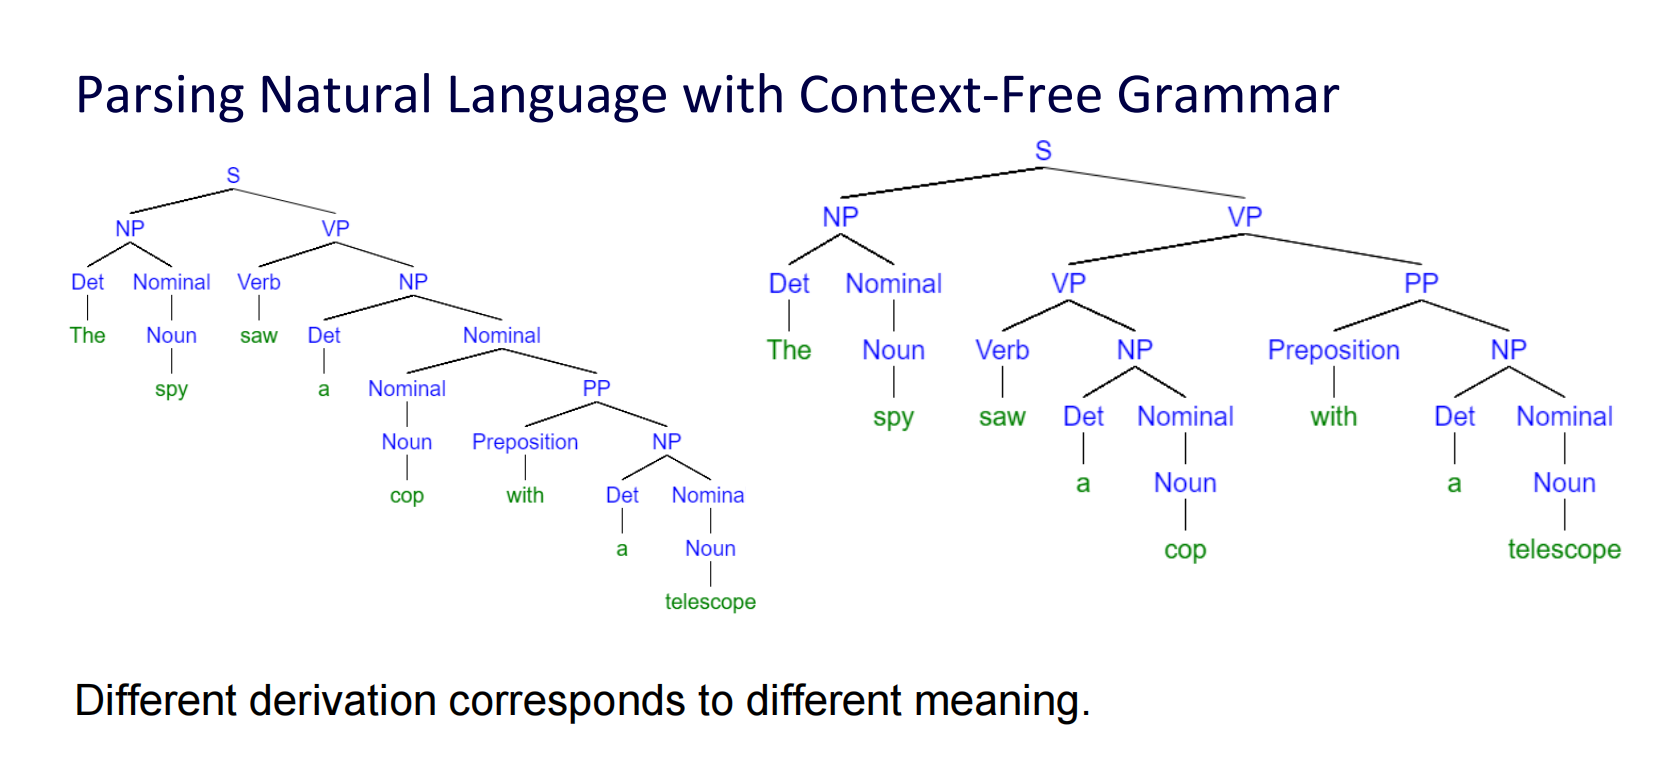 Parsing Natural Language with Context-Free Grammar
S
NP VP
Det Nominal Verb NP
The Noun saw Det Nominal
spy a Nominal PP
Noun Preposition NP
cop with Det Nomina
a Noun
telescope
S
NP VP
Det Nominal VP PP
The Noun Verb NP Preposition NP
spy saw Det Nominal with Det Nominal
a Noun a Noun
cop telescope
Different derivation corresponds to different meaning.